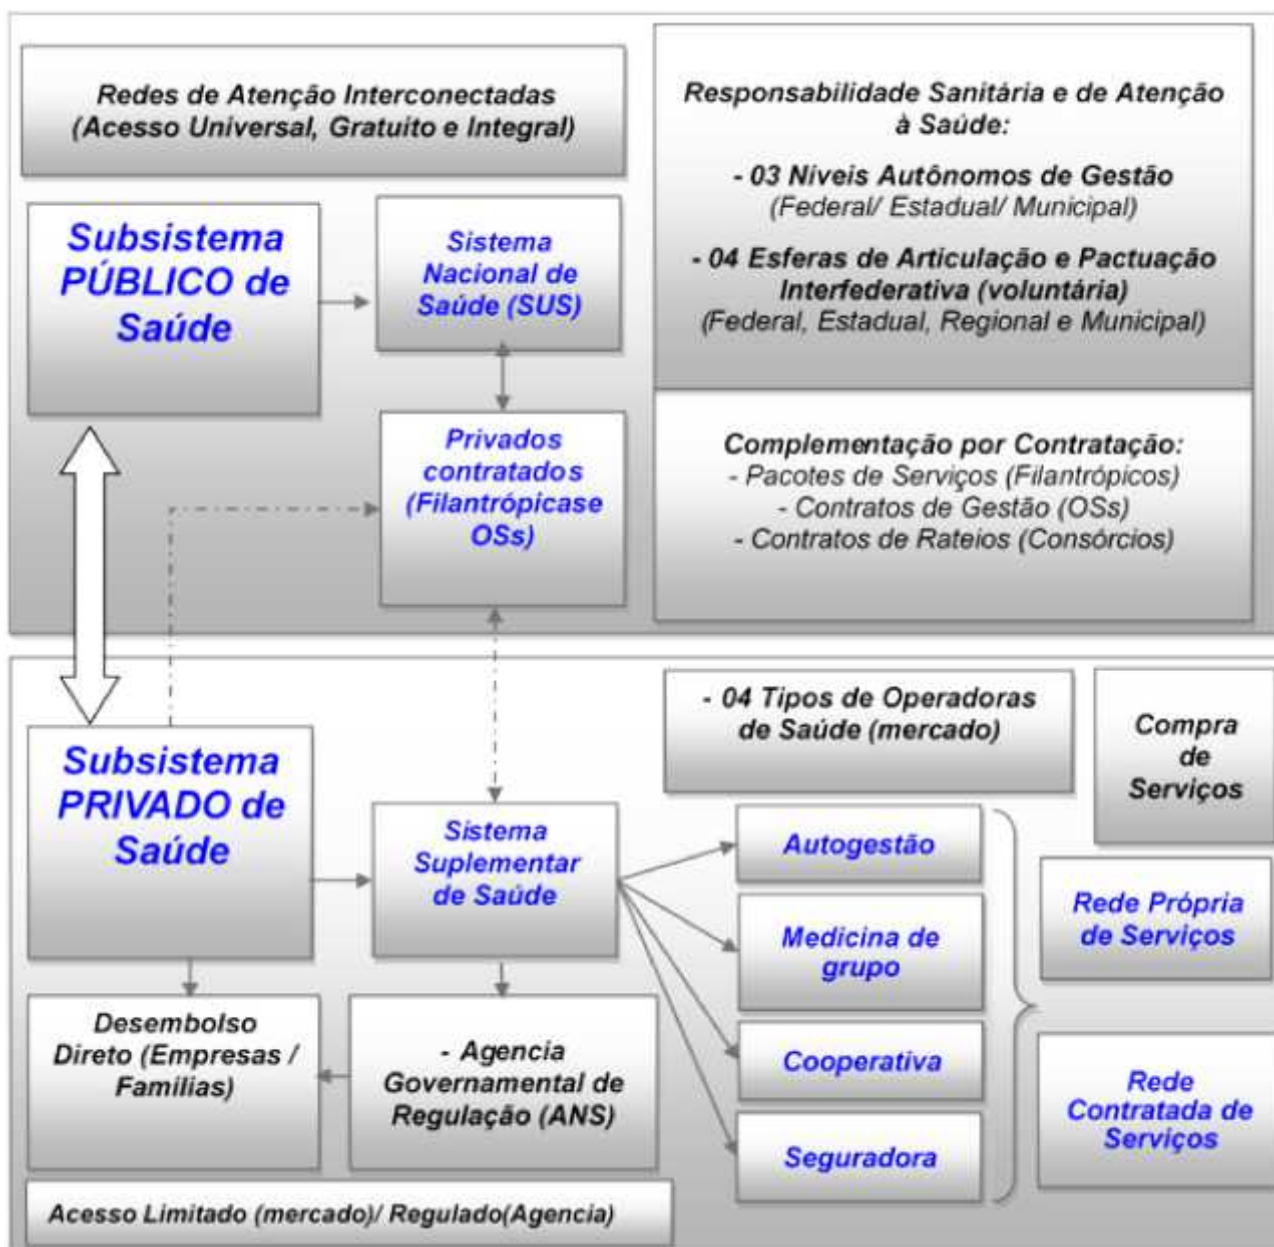 Redes de Atenção Interconectadas
(Acesso Universal, Gratuito e Integral)
Subsistema
PÚBLICO de
Saúde
Sistema
Nacional de
Saúde (SUS)
Privados
contratados
(Filantrópicase
OSs)
Responsabilidade Sanitária e de Atenção
à Saúde:
- 03 Niveis Autônomos de Gestão
(Federal/ Estadual/ Municipal)
- 04 Esferas de Articulação e Pactuação
Interfederativa (voluntária)
(Federal, Estadual, Regional e Municipal)
Complementação por Contratação:
- Pacotes de Serviços (Filantrópicos)
- Contratos de Gestão (OSs)
- Contratos de Rateios (Consórcios)
Subsistema
PRIVADO de
Saúde
Sistema
Suplementar
de Saúde
Desembolso
Direto (Empresas /
Familias)
- Agencia
Governamental de
Regulação (ANS)
Acesso Limitado (mercado)/ Regulado(Agencia)
- 04 Tipos de Operadoras
de Saúde (mercado)
Autogestão
Medicina de
grupo
Cooperativa
Seguradora
Compra
de
Serviços
Rede Própria
de Serviços
Rede
Contratada de
Serviços